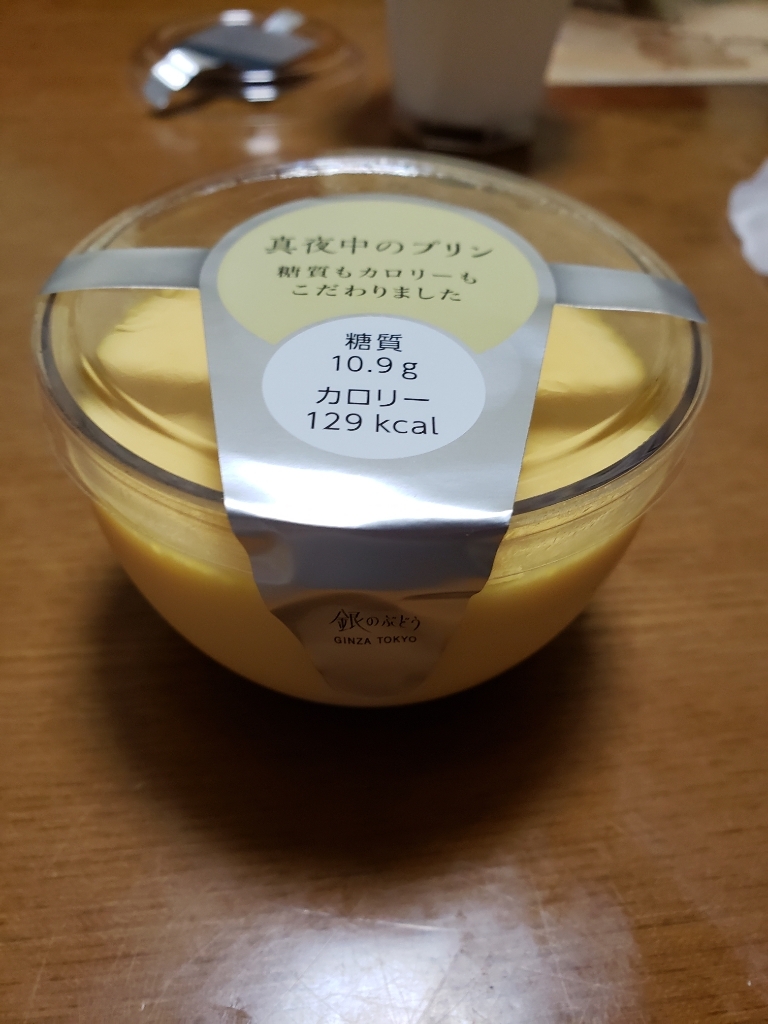 真夜中のプリン
糖質もカロリーも
こだわりました
糖質
10.9g
カロリー
129 kcal
銀のぶどう
GINZA TOKYO